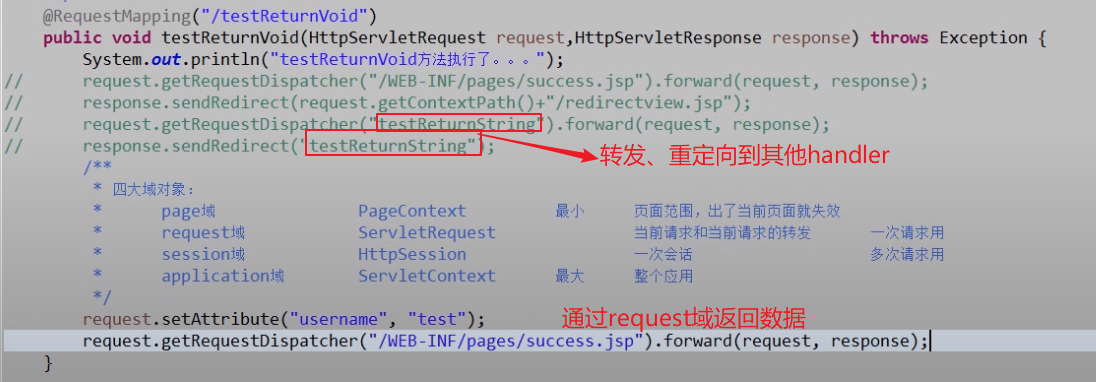 @RequestMapping("/testReturnVoid")
public void testReturnVoid(HttpServletRequest request,HttpServletResponse response) throws Exception {
System.out.println("testReturnVoid方法执行了。。。");
// request.getRequestDispatcher("/WEB-INF/pages/success.jsp").forward(request, response);
// response.sendRedirect(request.getContextPath()+"/redirectview.jsp");
// request.getRequestDispatcher("testReturnString").forward(request, response);
// response.sendRedirect("testReturnString");
转发、重定向到其他handler
/**
* 四大域对象：
* page域 PageContext 最小 页面范围，出了当前页面就失效
* request域 ServletRequest 当前请求和当前请求的转发 一次请求用
* session域 HttpSession 一次会话 多次请求用
* application域 ServletContext 最大 整个应用
*/
request.setAttribute("username", "test"); 通过request域返回数据
request.getRequestDispatcher("/WEB-INF/pages/success.jsp").forward(request, response);
}